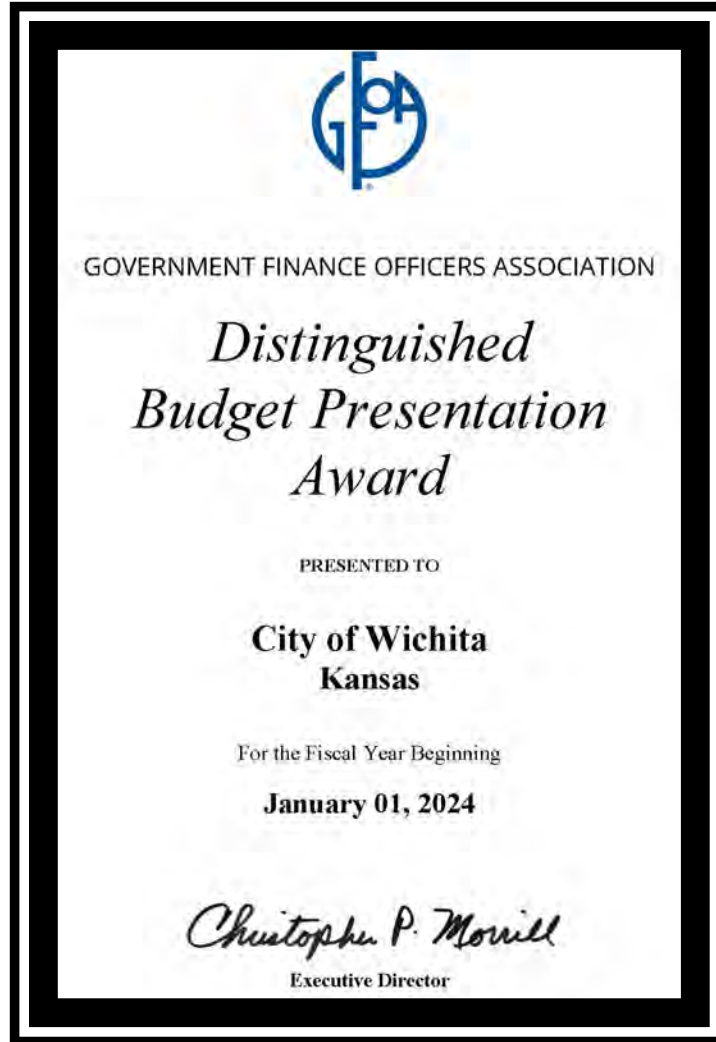 GFOA
GOVERNMENT FINANCE OFFICERS ASSOCIATION
Distinguished
Budget Presentation
Award
PRESENTED TO
City of Wichita
Kansas
For the Fiscal Year Beginning
January 01, 2024
Christopher P. Morrill
Executive Director